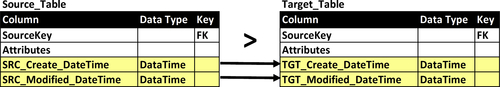 Source_Table
Target_Table
Column Data Type Key
SourceKey FK
Attributes
SRC_Create_DateTime DataTime
SRC_Modified_DateTime DataTime
>
Column Data Type Key
SourceKey FK
Attributes
TGT_Create_DateTime DataTime
TGT_Modified_DateTime DataTime